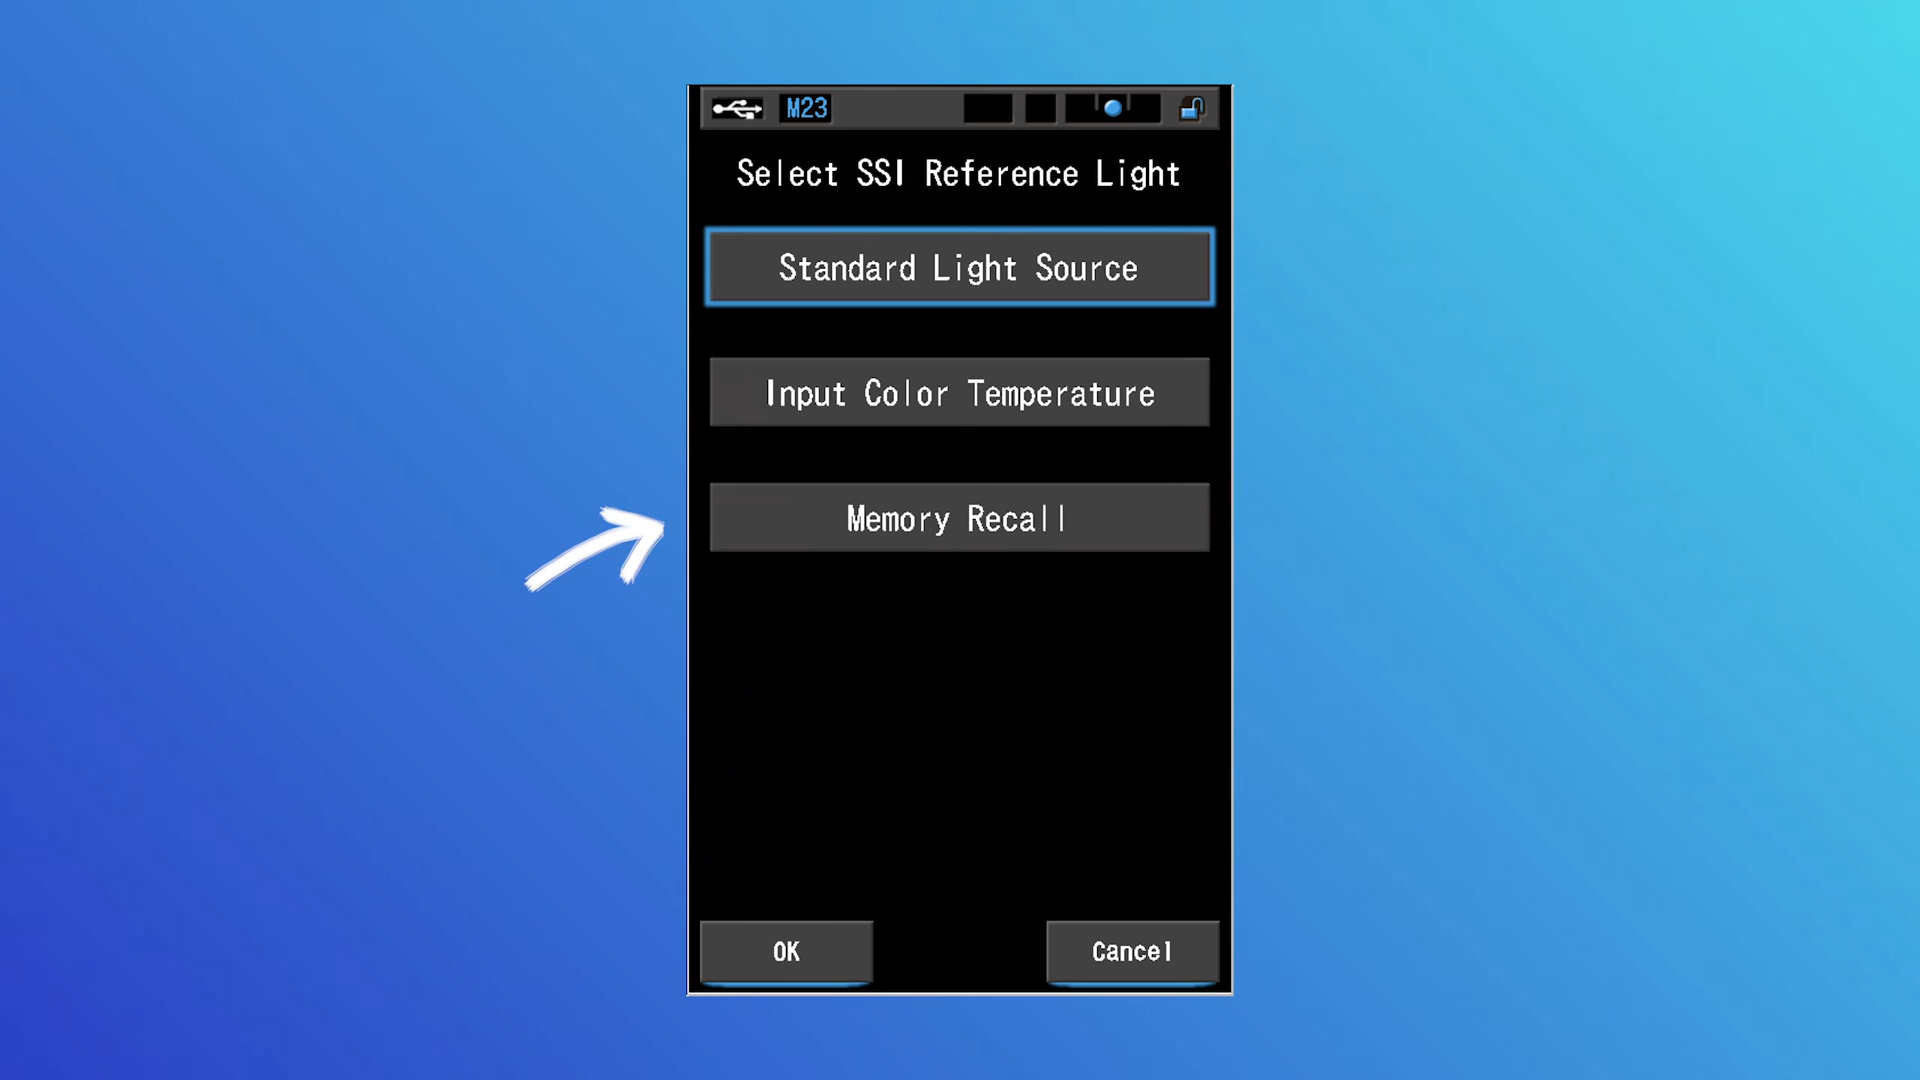 M23
Select SSI Reference Light
Standard Light Source
Input Color Temperature
Memory Recall
OK
Cancel